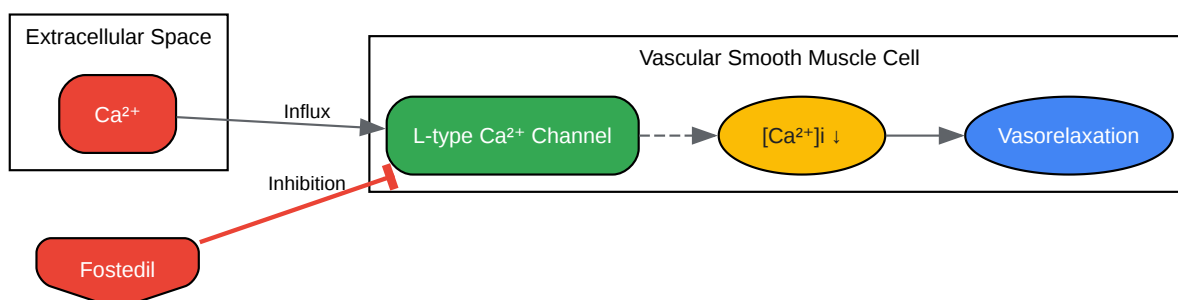 Extracellular Space
Vascular Smooth Muscle Cell
Ca²⁺
Influx
L-type Ca²⁺ Channel
[Ca²⁺]i ↓
Vasorelaxation
Inhibition
Fostedil